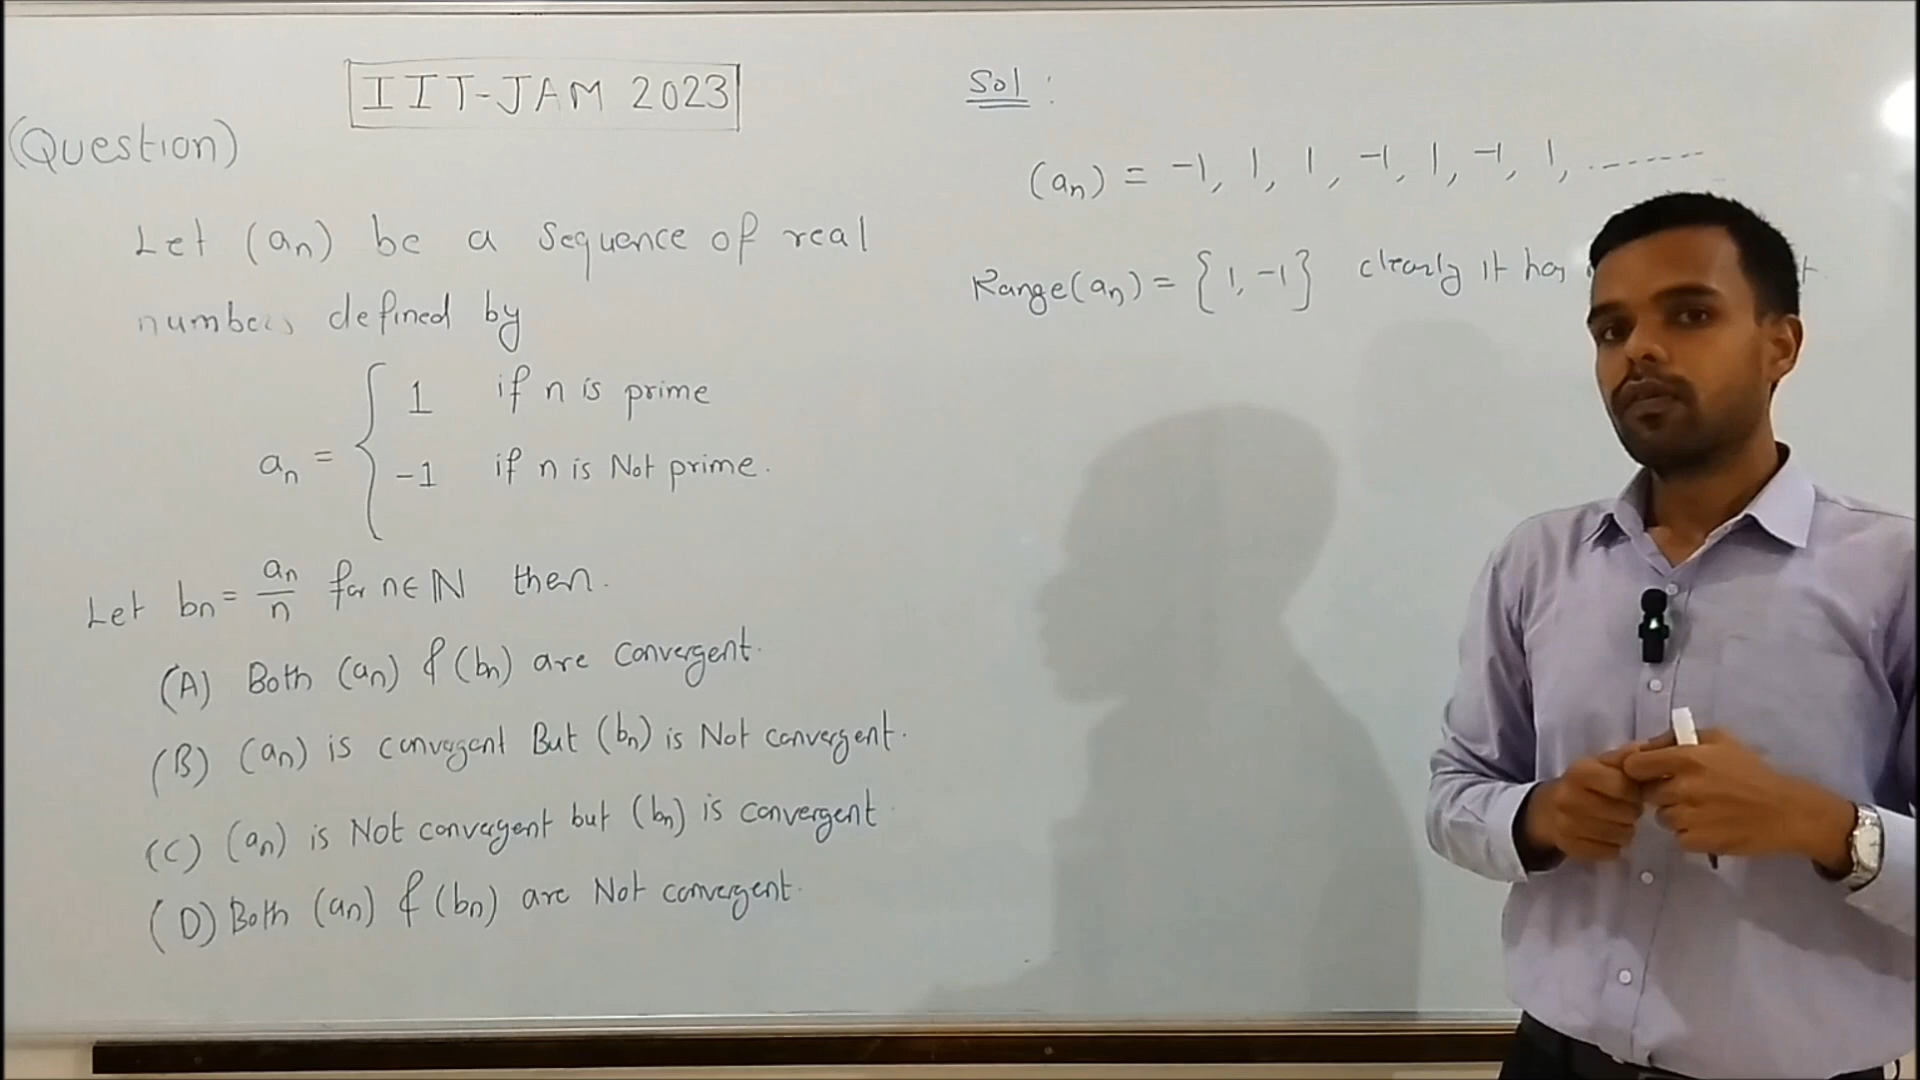 IIT-JAM 2023
(Question)
Let (aₙ) be a sequence of real
numbers defined by
aₙ = { 1 if n is prime
-1 if n is Not prime.
Let bₙ = aₙ/n for n∈ℕ then.
(A) Both (aₙ) & (bₙ) are convergent.
(B) (aₙ) is convergent But (bₙ) is Not convergent.
(C) (aₙ) is Not convergent but (bₙ) is convergent
(D) Both (aₙ) & (bₙ) are Not convergent.
Sol :
(aₙ) = -1, 1, 1, -1, 1, -1, 1, -------
Range(aₙ) = {1, -1} clearly it has